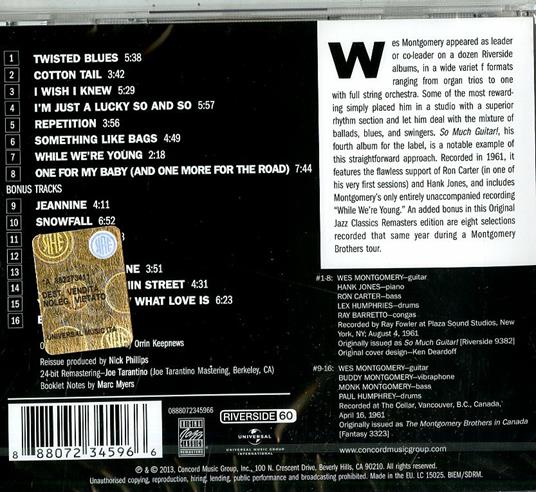 1 TWISTED BLUES 5:38
2 COTTON TAIL 3:42
3 I WISH I KNEW 5:29
4 I'M JUST A LUCKY SO AND SO 5:57
5 REPETITION 3:56
6 SOMETHING LIKE BAGS 4:49
7 WHILE WE'RE YOUNG 2:18
8 ONE FOR MY BABY (AND ONE MORE FOR THE ROAD) 7:44
BONUS TRACKS
9 JEANNINE 4:11
10 SNOWFALL 6:52
11
12
13 NE 3:51
14 IN STREET 4:31
15 WHAT LOVE IS 6:23
16
Orrin Keepnews
Reissue produced by Nick Phillips
24-bit Remastering—Joe Tarantino (Joe Tarantino Mastering, Berkeley, CA)
Booklet Notes by Marc Myers
Wes Montgomery appeared as leader
or co-leader on a dozen Riverside
albums, in a wide variet f formats
ranging from organ trios to one
with full string orchestra. Some of the most reward-
ing simply placed him in a studio with a superior
rhythm section and let him deal with the mixture of
ballads, blues, and swingers. So Much Guitar!, his
fourth album for the label, is a notable example of
this straightforward approach. Recorded in 1961, it
features the flawless support of Ron Carter (in one of
his very first sessions) and Hank Jones, and includes
Montgomery's only entirely unaccompanied recording
"While We're Young." An added bonus in this Original
Jazz Classics Remasters edition are eight selections
recorded that same year during a Montgomery
Brothers tour.
#1-8: WES MONTGOMERY—guitar
HANK JONES—piano
RON CARTER—bass
LEX HUMPHRIES—drums
RAY BARRETTO—congas
Recorded by Ray Fowler at Plaza Sound Studios, New
York, NY; August 4, 1961
Originally issued as So Much Guitar! [Riverside 9382]
Original cover design—Ken Deardoff
#9-16: WES MONTGOMERY—guitar
BUDDY MONTGOMERY—vibraphone
MONK MONTGOMERY—bass
PAUL HUMPHREY—drums
Recorded at The Cellar, Vancouver, B.C., Canada,
April 16, 1961
Originally issued as The Montgomery Brothers in Canada
[Fantasy 3323]
SIAE
DEST. VENDITA
NOLEG. VIETATO
UNIVERSAL MUSIC
0888072345966
8 88072 34596 6
Original Jazz Classics
RIVERSIDE 60
UNIVERSAL
UNIVERSAL MUSIC GROUP
www.concordmusicgroup.com
℗ & © 2013, Concord Music Group, Inc., 100 N. Crescent Drive, Beverly Hills, CA 90210. All rights reserved.
Unauthorised copying, reproduction, hiring, lending, public performance and broadcasting prohibited. Made in the EU. LC 15025. BIEM/SDRM.